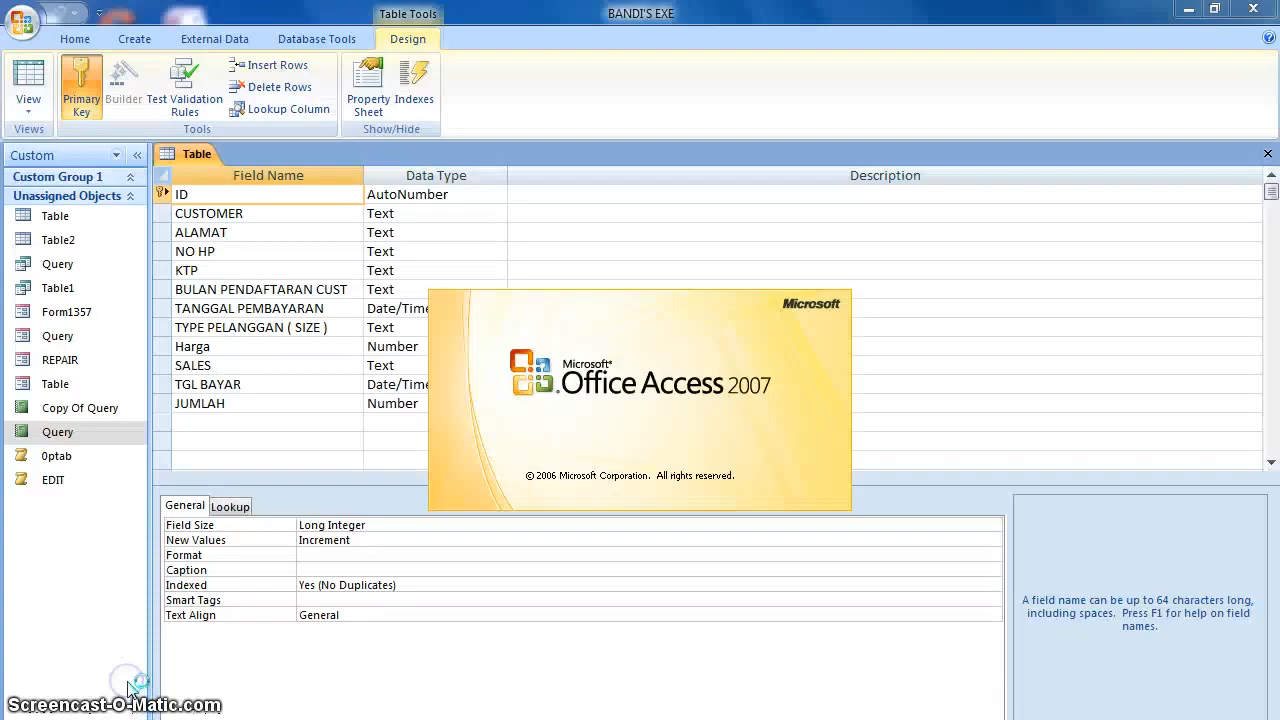 Table Tools
BANDI'S EXE
Home
Create
External Data
Database Tools
Design
View
Primary Key
Builder
Test Validation Rules
Insert Rows
Delete Rows
Lookup Column
Property Sheet
Indexes
Views
Tools
Show/Hide
Custom
Custom Group 1
Unassigned Objects
Table
Table2
Query
Table1
Form1357
Query
REPAIR
Table
Copy Of Query
Query
0ptab
EDIT
Table
Field Name Data Type Description
ID AutoNumber
CUSTOMER Text
ALAMAT Text
NO HP Text
KTP Text
BULAN PENDAFTARAN CUST Text
TANGGAL PEMBAYARAN Date/Time
TYPE PELANGGAN ( SIZE ) Text
Harga Number
SALES Text
TGL BAYAR Date/Time
JUMLAH Number
Microsoft
Microsoft®
Office Access 2007
© 2006 Microsoft Corporation. All rights reserved.
General Lookup
Field Size Long Integer
New Values Increment
Format
Caption
Indexed Yes (No Duplicates)
Smart Tags
Text Align General
A field name can be up to 64 characters long,
including spaces. Press F1 for help on field
names.
Screencast-O-Matic.com